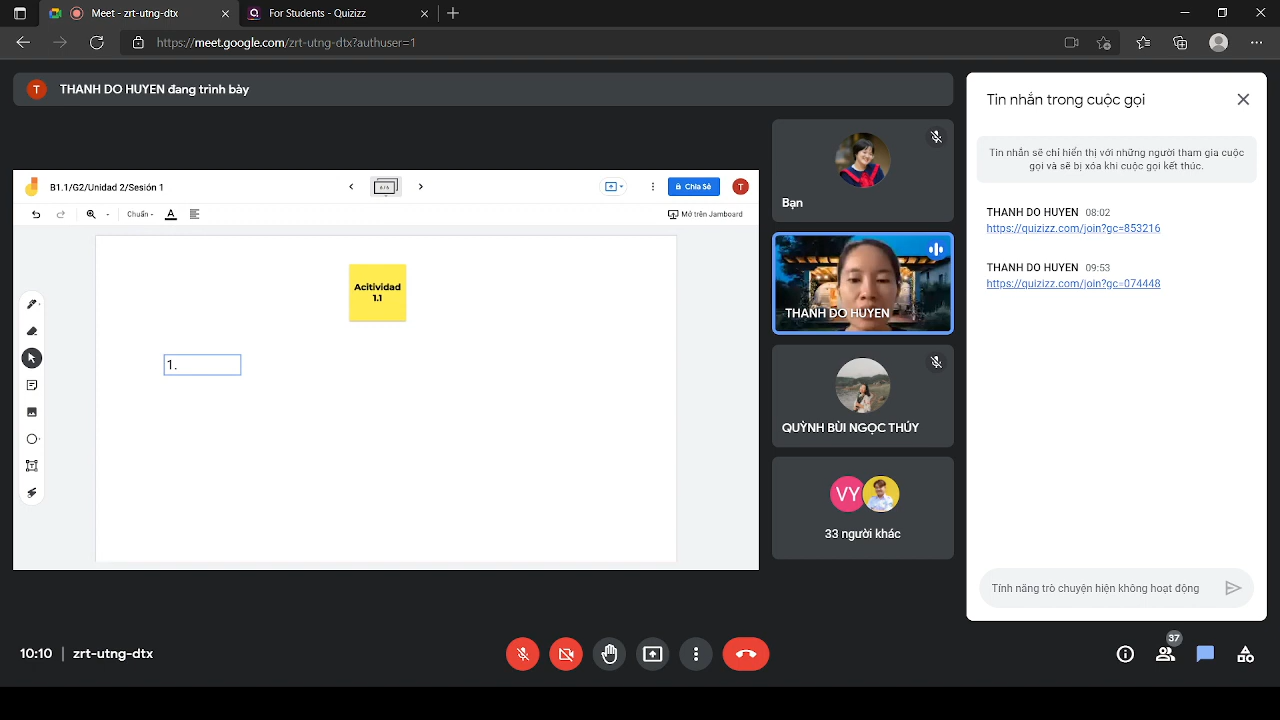 Meet - zrt-utng-dtx
For Students - Quizizz
https://meet.google.com/zrt-utng-dtx?authuser=1
T
THANH DO HUYEN đang trình bày
B1.1/G2/Unidad 2/Sesión 1
6/6
Chia Sẻ
T
Chuẩn
A
Mở trên Jamboard
Acitividad
1.1
1.
Bạn
THANH DO HUYEN
QUỲNH BÙI NGỌC THÚY
VY
33 người khác
Tin nhắn trong cuộc gọi
Tin nhắn sẽ chỉ hiển thị với những người tham gia cuộc
gọi và sẽ bị xóa khi cuộc gọi kết thúc.
THANH DO HUYEN 08:02
https://quizizz.com/join?gc=853216
THANH DO HUYEN 09:53
https://quizizz.com/join?gc=074448
Tính năng trò chuyện hiện không hoạt động
10:10 | zrt-utng-dtx
37